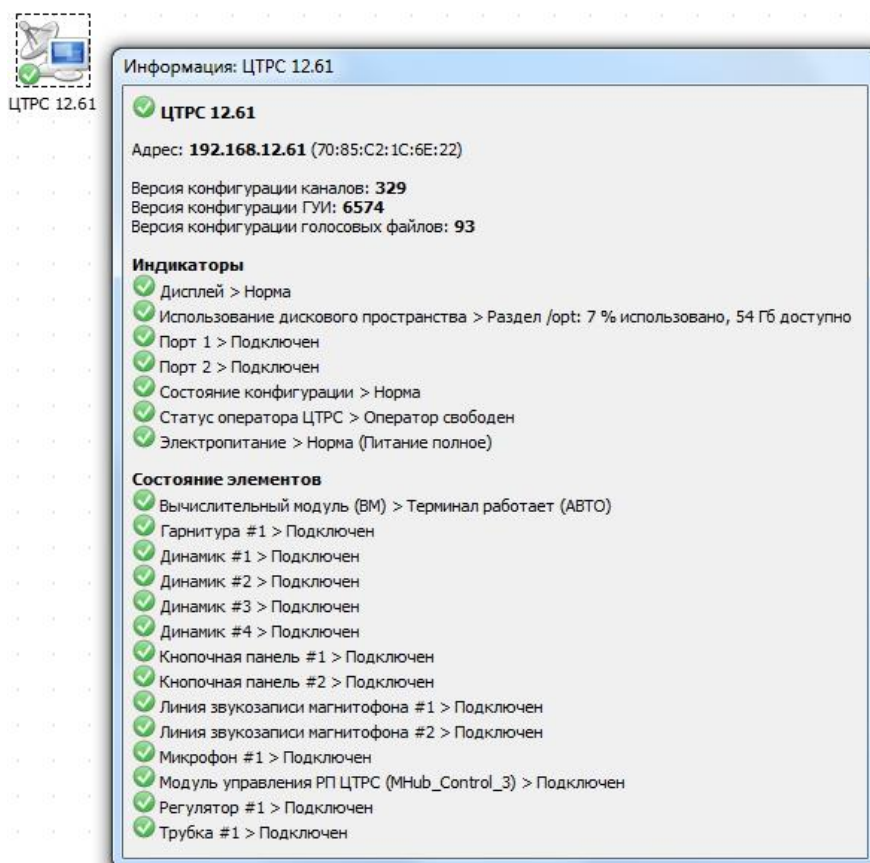 ЦТРС 12.61
Информация: ЦТРС 12.61
ЦТРС 12.61
Адрес: 192.168.12.61 (70:85:C2:1C:6E:22)
Версия конфигурации каналов: 329
Версия конфигурации ГУИ: 6574
Версия конфигурации голосовых файлов: 93
Индикаторы
Дисплей > Норма
Использование дискового пространства > Раздел /opt: 7 % использовано, 54 Гб доступно
Порт 1 > Подключен
Порт 2 > Подключен
Состояние конфигурации > Норма
Статус оператора ЦТРС > Оператор свободен
Электропитание > Норма (Питание полное)
Состояние элементов
Вычислительный модуль (ВМ) > Терминал работает (АВТО)
Гарнитура #1 > Подключен
Динамик #1 > Подключен
Динамик #2 > Подключен
Динамик #3 > Подключен
Динамик #4 > Подключен
Кнопочная панель #1 > Подключен
Кнопочная панель #2 > Подключен
Линия звукозаписи магнитофона #1 > Подключен
Линия звукозаписи магнитофона #2 > Подключен
Микрофон #1 > Подключен
Модуль управления РП ЦТРС (MHub_Control_3) > Подключен
Регулятор #1 > Подключен
Трубка #1 > Подключен